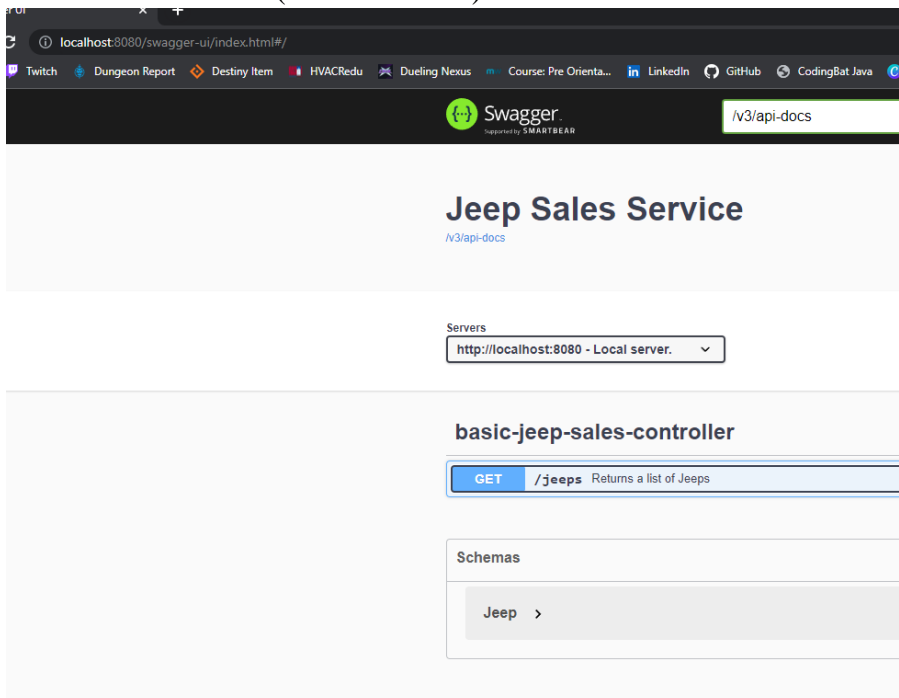 localhost:8080/swagger-ui/index.html#/
Twitch Dungeon Report Destiny Item HVACRedu Dueling Nexus Course: Pre Orienta... LinkedIn GitHub CodingBat Java
Swagger.
Supported by SMARTBEAR
/v3/api-docs
Jeep Sales Service
/v3/api-docs
Servers
http://localhost:8080 - Local server.
basic-jeep-sales-controller
GET /jeeps Returns a list of Jeeps
Schemas
Jeep